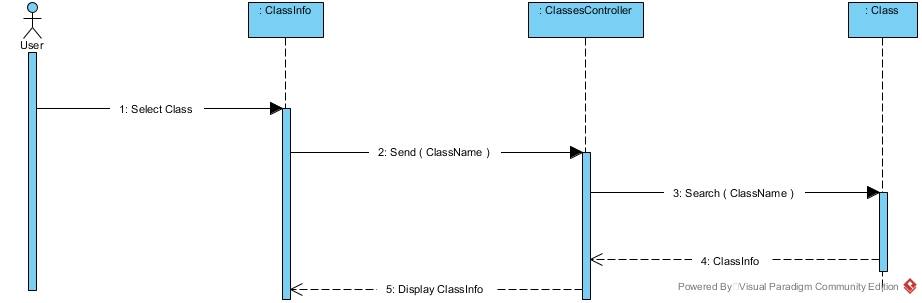 : ClassInfo
: ClassesController
: Class
User
1: Select Class
2: Send ( ClassName )
3: Search ( ClassName )
4: ClassInfo
5: Display ClassInfo
Powered By Visual Paradigm Community Edition